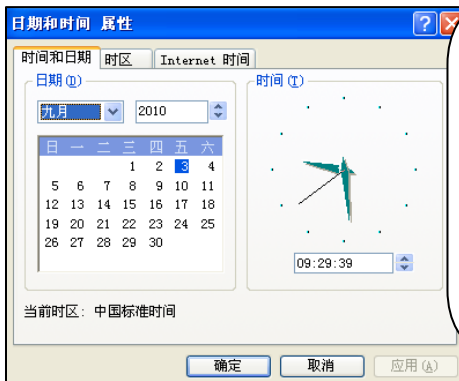 日期和时间 属性
时间和日期 时区 Internet 时间
日期(D)
九月 2010
日 一 二 三 四 五 六
1 2 3 4
5 6 7 8 9 10 11
12 13 14 15 16 17 18
19 20 21 22 23 24 25
26 27 28 29 30
时间(T)
09:29:39
当前时区: 中国标准时间
确定 取消 应用(A)